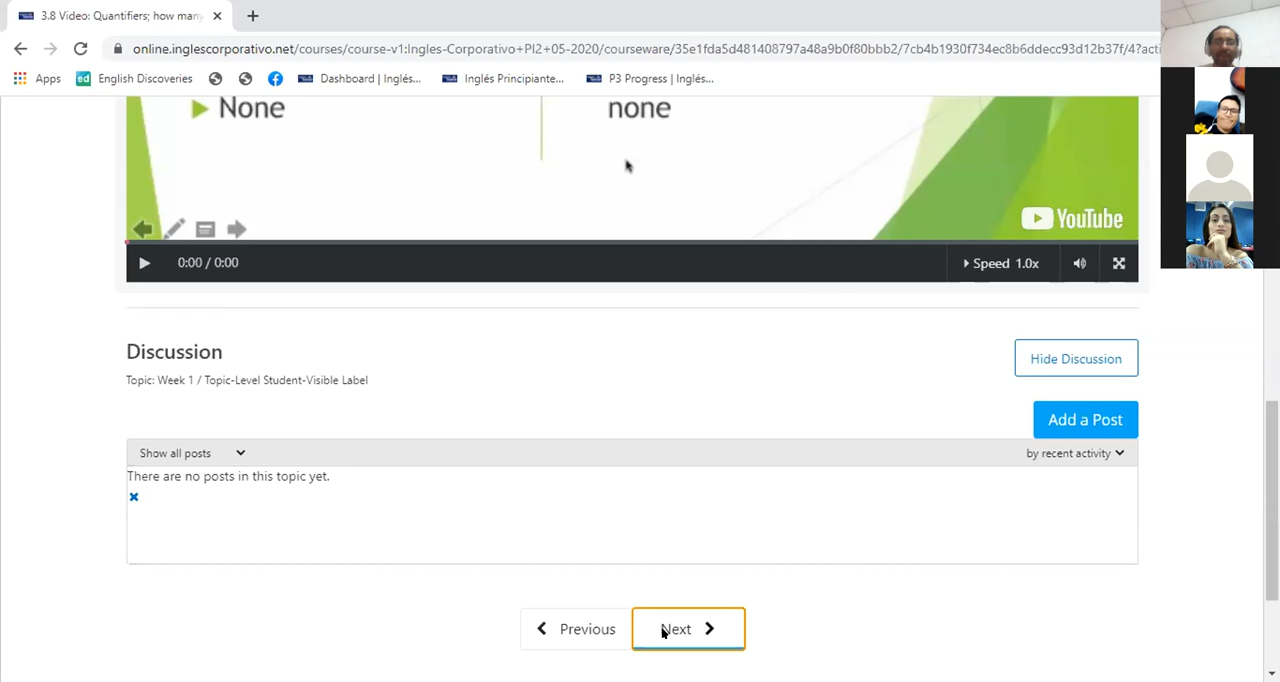 3.8 Video: Quantifiers; how many
online.inglescorporativo.net/courses/course-v1:Ingles-Corporativo+PI2+05-2020/courseware/35e1fda5d481408797a48a9b0f80bbb2/7cb4b1930f734ec8b6ddecc93d12b37f/4?acti
Apps English Discoveries Dashboard | Inglés... Inglés Principiante... P3 Progress | Inglés...
None none
YouTube
0:00 / 0:00 Speed 1.0x
Discussion
Hide Discussion
Topic: Week 1 / Topic-Level Student-Visible Label
Add a Post
Show all posts by recent activity
There are no posts in this topic yet.
Previous Next